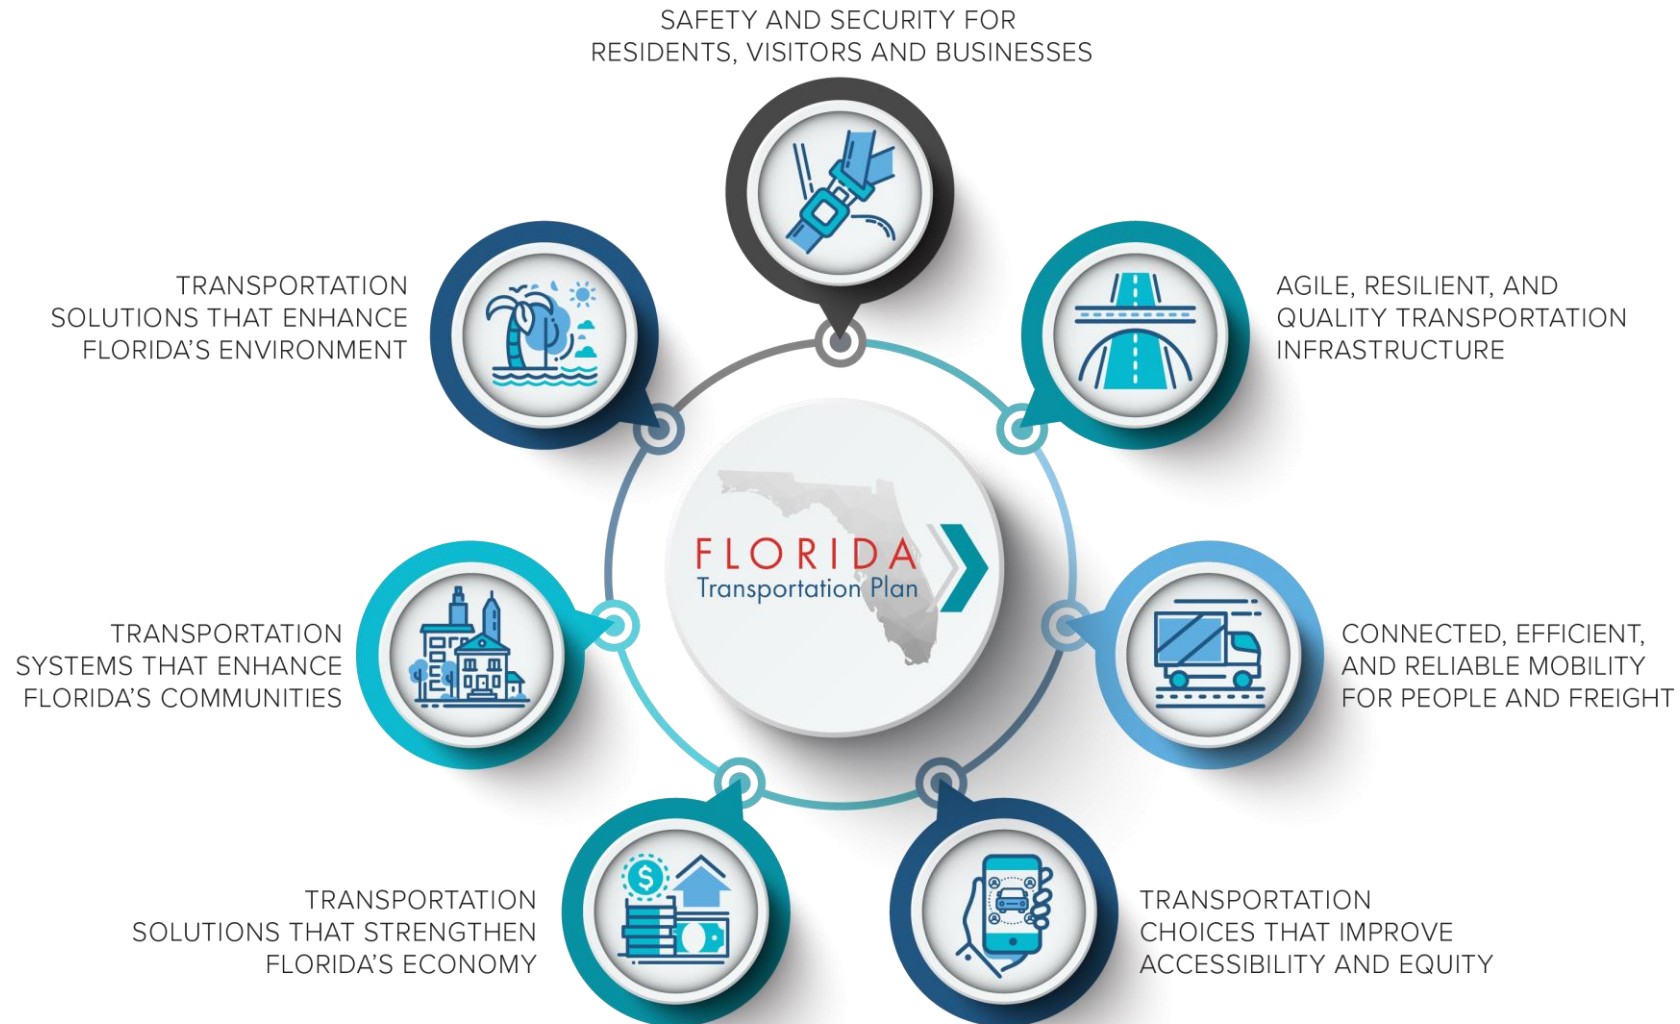 SAFETY AND SECURITY FOR
RESIDENTS, VISITORS AND BUSINESSES
AGILE, RESILIENT, AND
QUALITY TRANSPORTATION
INFRASTRUCTURE
CONNECTED, EFFICIENT,
AND RELIABLE MOBILITY
FOR PEOPLE AND FREIGHT
TRANSPORTATION
CHOICES THAT IMPROVE
ACCESSIBILITY AND EQUITY
TRANSPORTATION
SOLUTIONS THAT STRENGTHEN
FLORIDA'S ECONOMY
$
TRANSPORTATION
SYSTEMS THAT ENHANCE
FLORIDA'S COMMUNITIES
TRANSPORTATION
SOLUTIONS THAT ENHANCE
FLORIDA'S ENVIRONMENT
FLORIDA
Transportation Plan